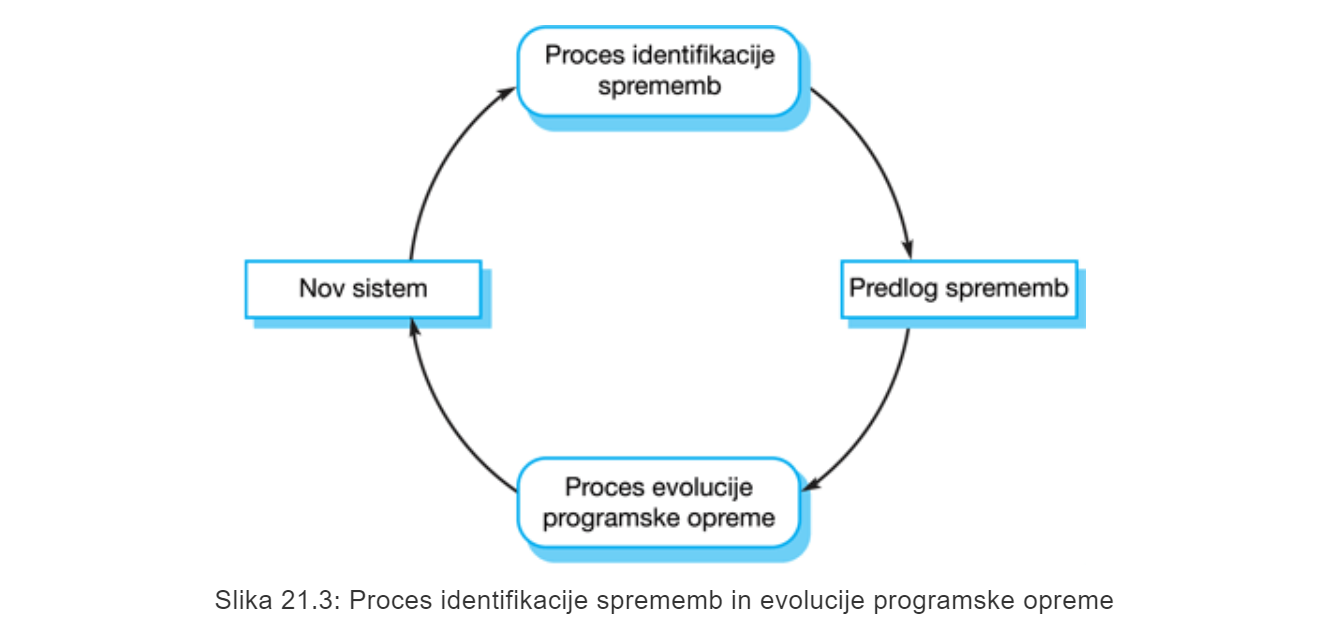 Proces identifikacije
sprememb
Nov sistem
Predlog sprememb
Proces evolucije
programske opreme
Slika 21.3: Proces identifikacije sprememb in evolucije programske opreme